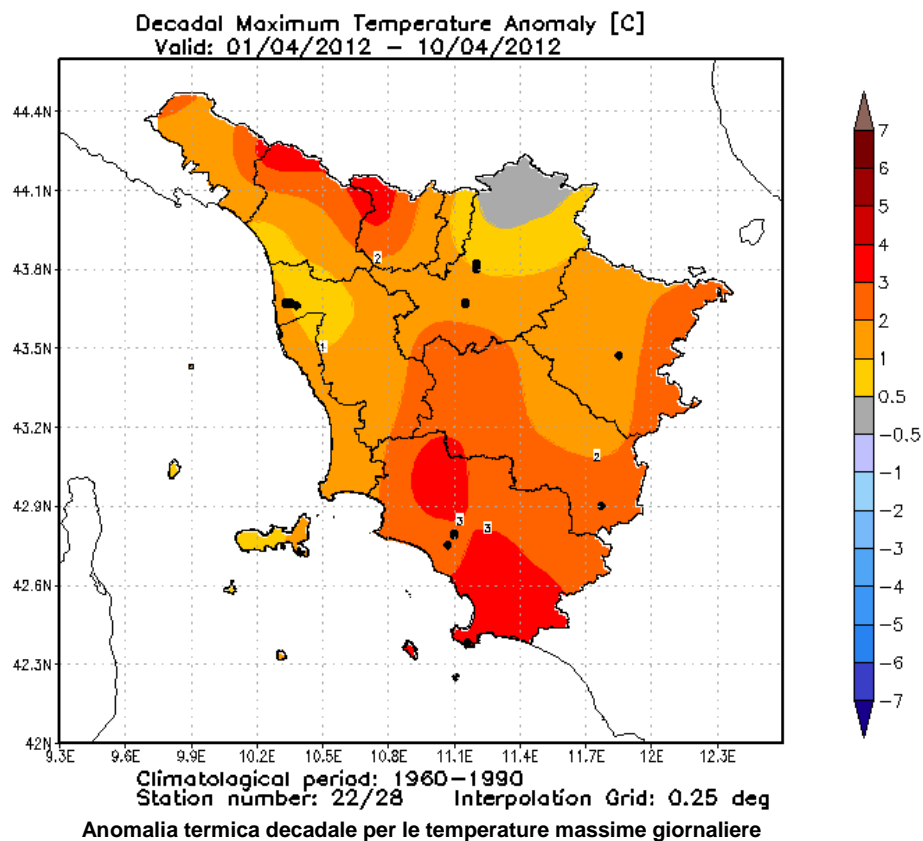 Decadal Maximum Temperature Anomaly [C]
Valid: 01/04/2012 − 10/04/2012
44.4N
44.1N
43.8N
43.5N
43.2N
42.9N
42.6N
42.3N
42N
9.3E 9.6E 9.9E 10.2E 10.5E 10.8E 11.1E 11.4E 11.7E 12E 12.3E
2
1
2
3
3
7
6
5
4
3
2
1
0.5
−0.5
−1
−2
−3
−4
−5
−6
−7
Climatological period: 1960−1990
Station number: 22/28 Interpolation Grid: 0.25 deg
Anomalia termica decadale per le temperature massime giornaliere